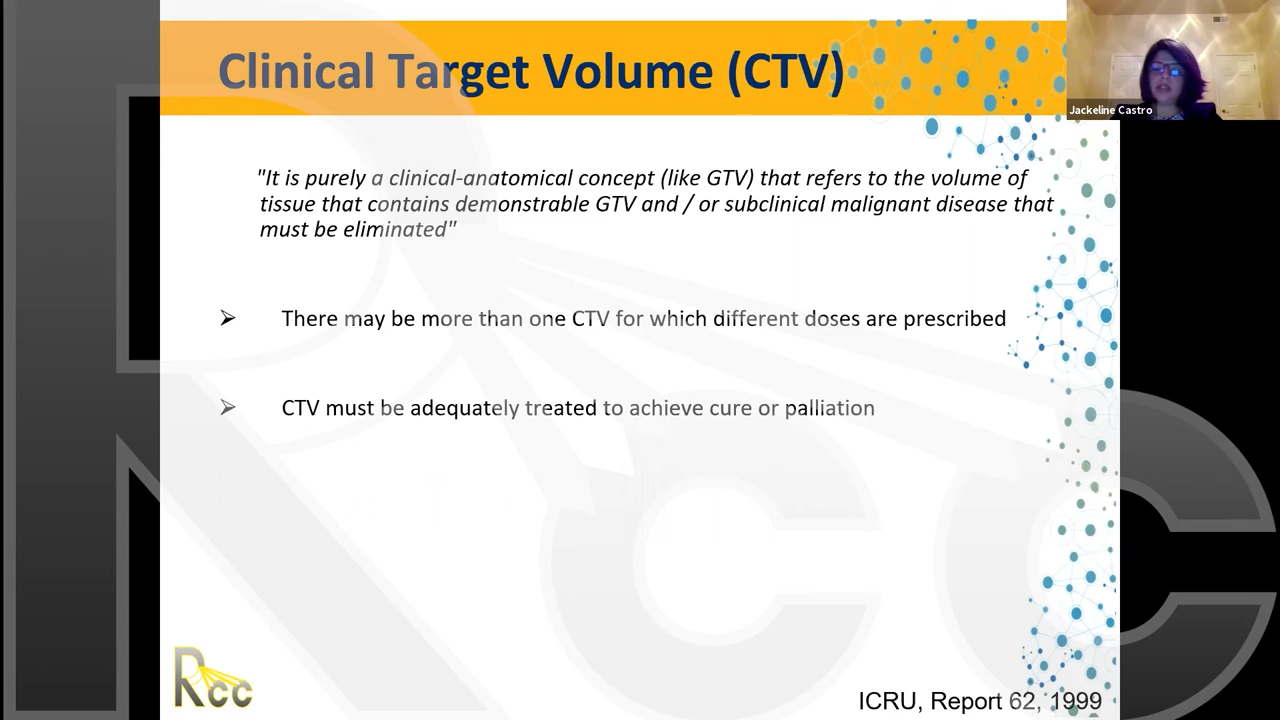 Clinical Target Volume (CTV)
Jackeline Castro
"It is purely a clinical-anatomical concept (like GTV) that refers to the volume of
tissue that contains demonstrable GTV and / or subclinical malignant disease that
must be eliminated"
There may be more than one CTV for which different doses are prescribed
CTV must be adequately treated to achieve cure or palliation
Rcc
Rcc
ICRU, Report 62, 1999